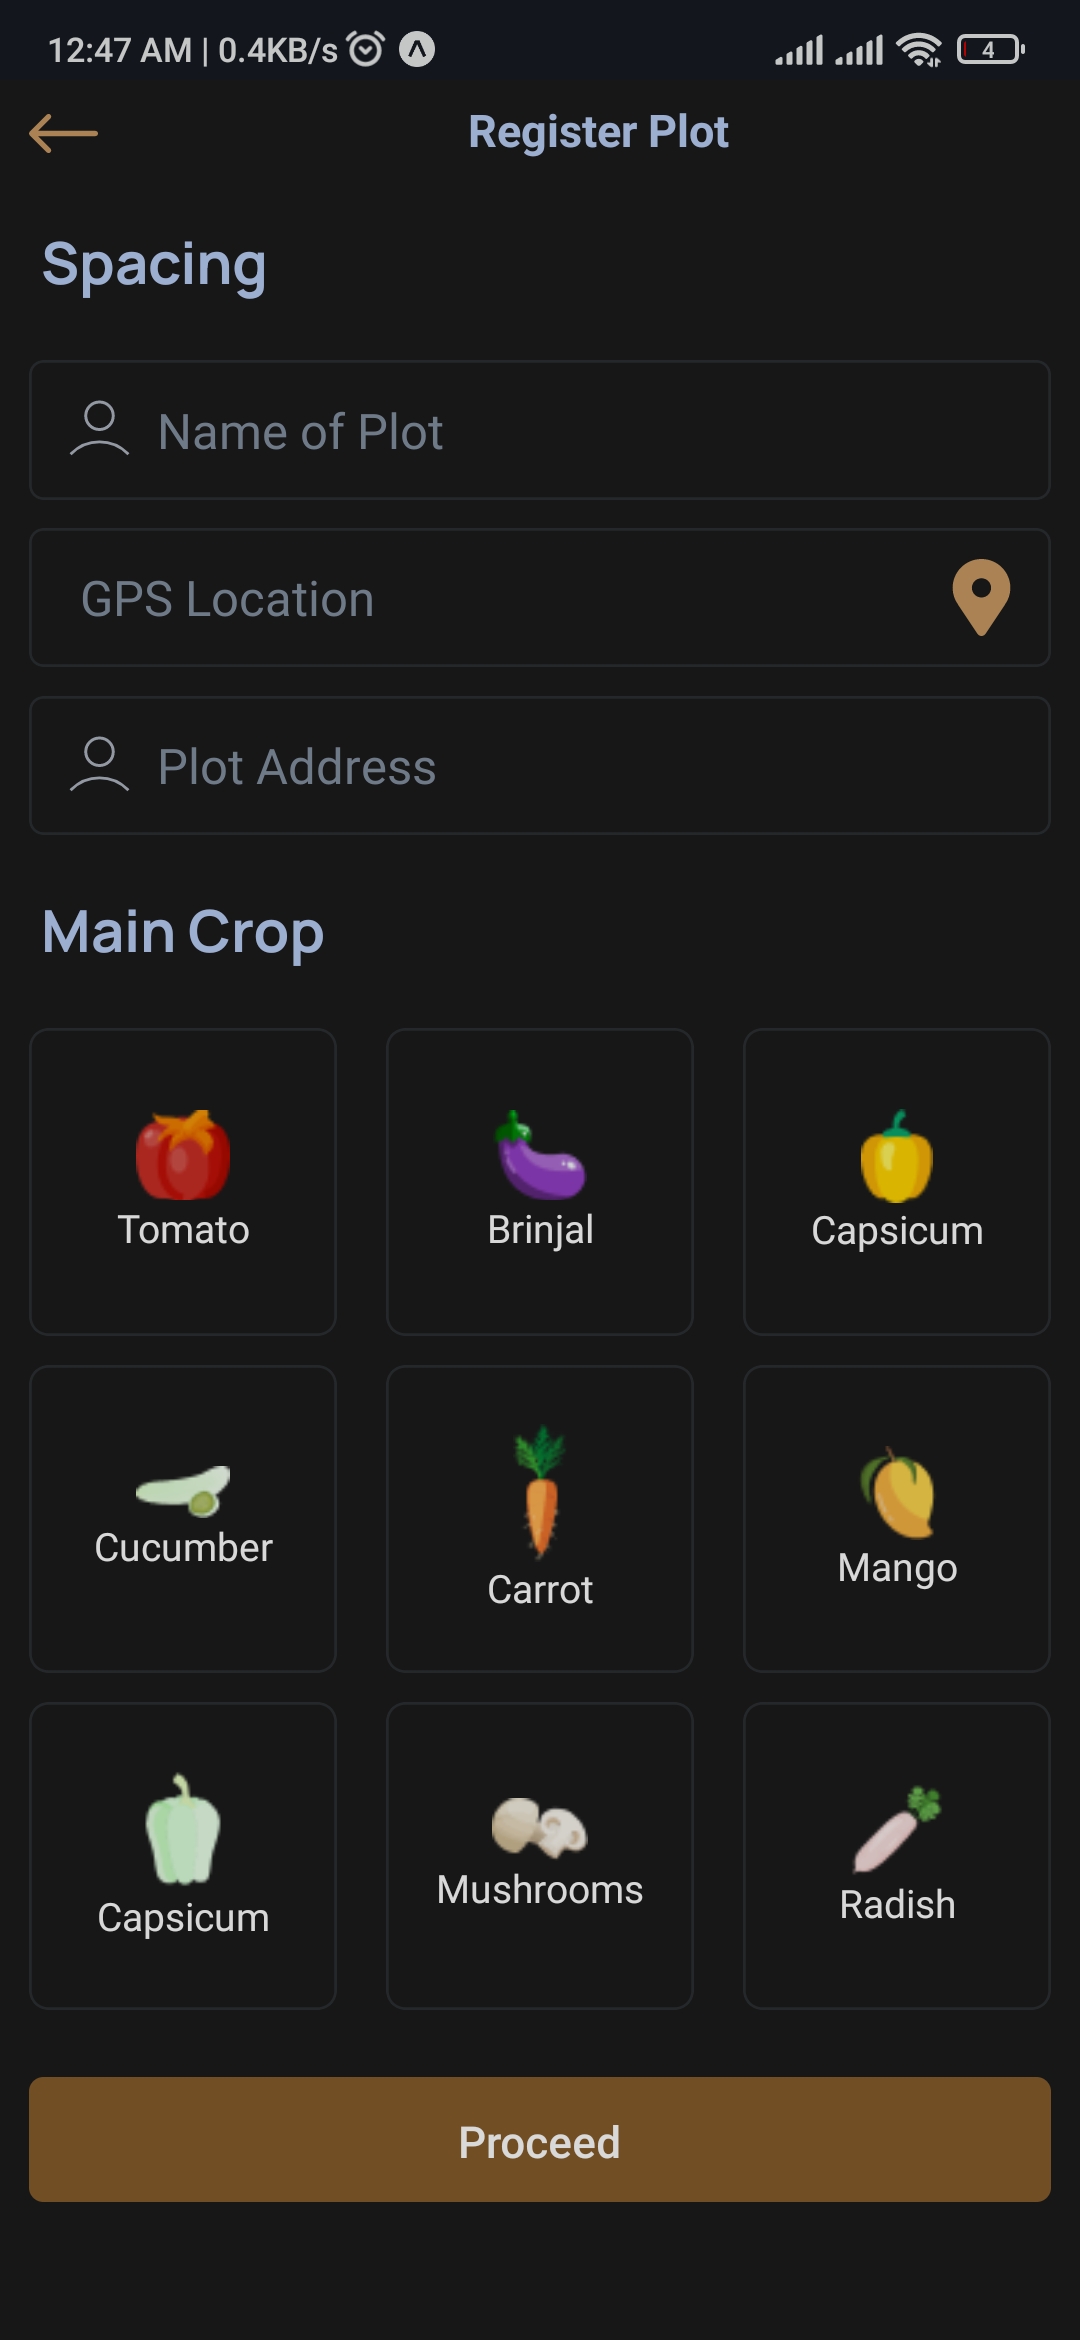 12:47 AM | 0.4KB/s
4
Register Plot
Spacing
Name of Plot
GPS Location
Plot Address
Main Crop
Tomato
Brinjal
Capsicum
Cucumber
Carrot
Mango
Capsicum
Mushrooms
Radish
Proceed